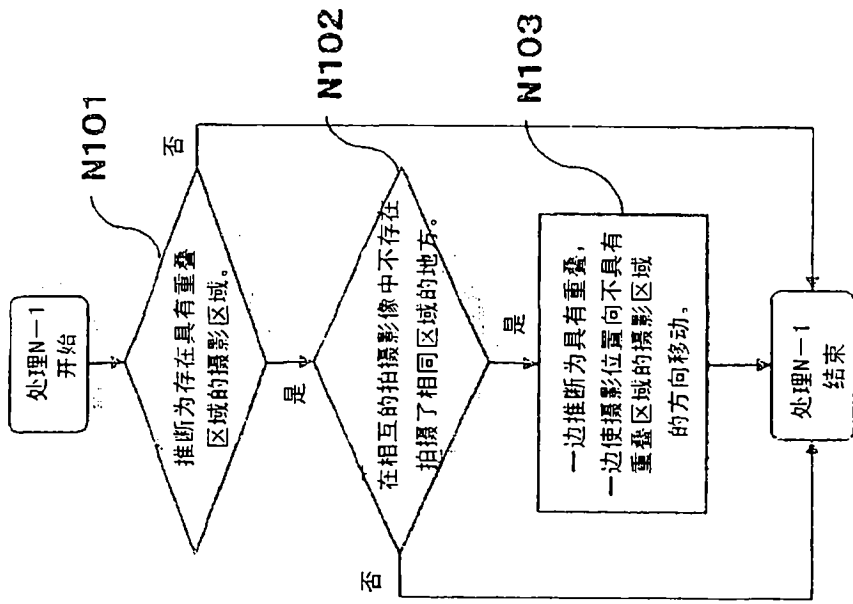 处理N-1
开始
N101
推断为存在具有重叠
区域的摄影区域。
否
是
N102
在相互的拍摄影像中不存在
拍摄了相同区域的地方。
否
是
N103
一边推断为具有重叠，
一边使摄影位置向不具有
重叠区域的摄影区域
的方向移动。
处理N-1
结束